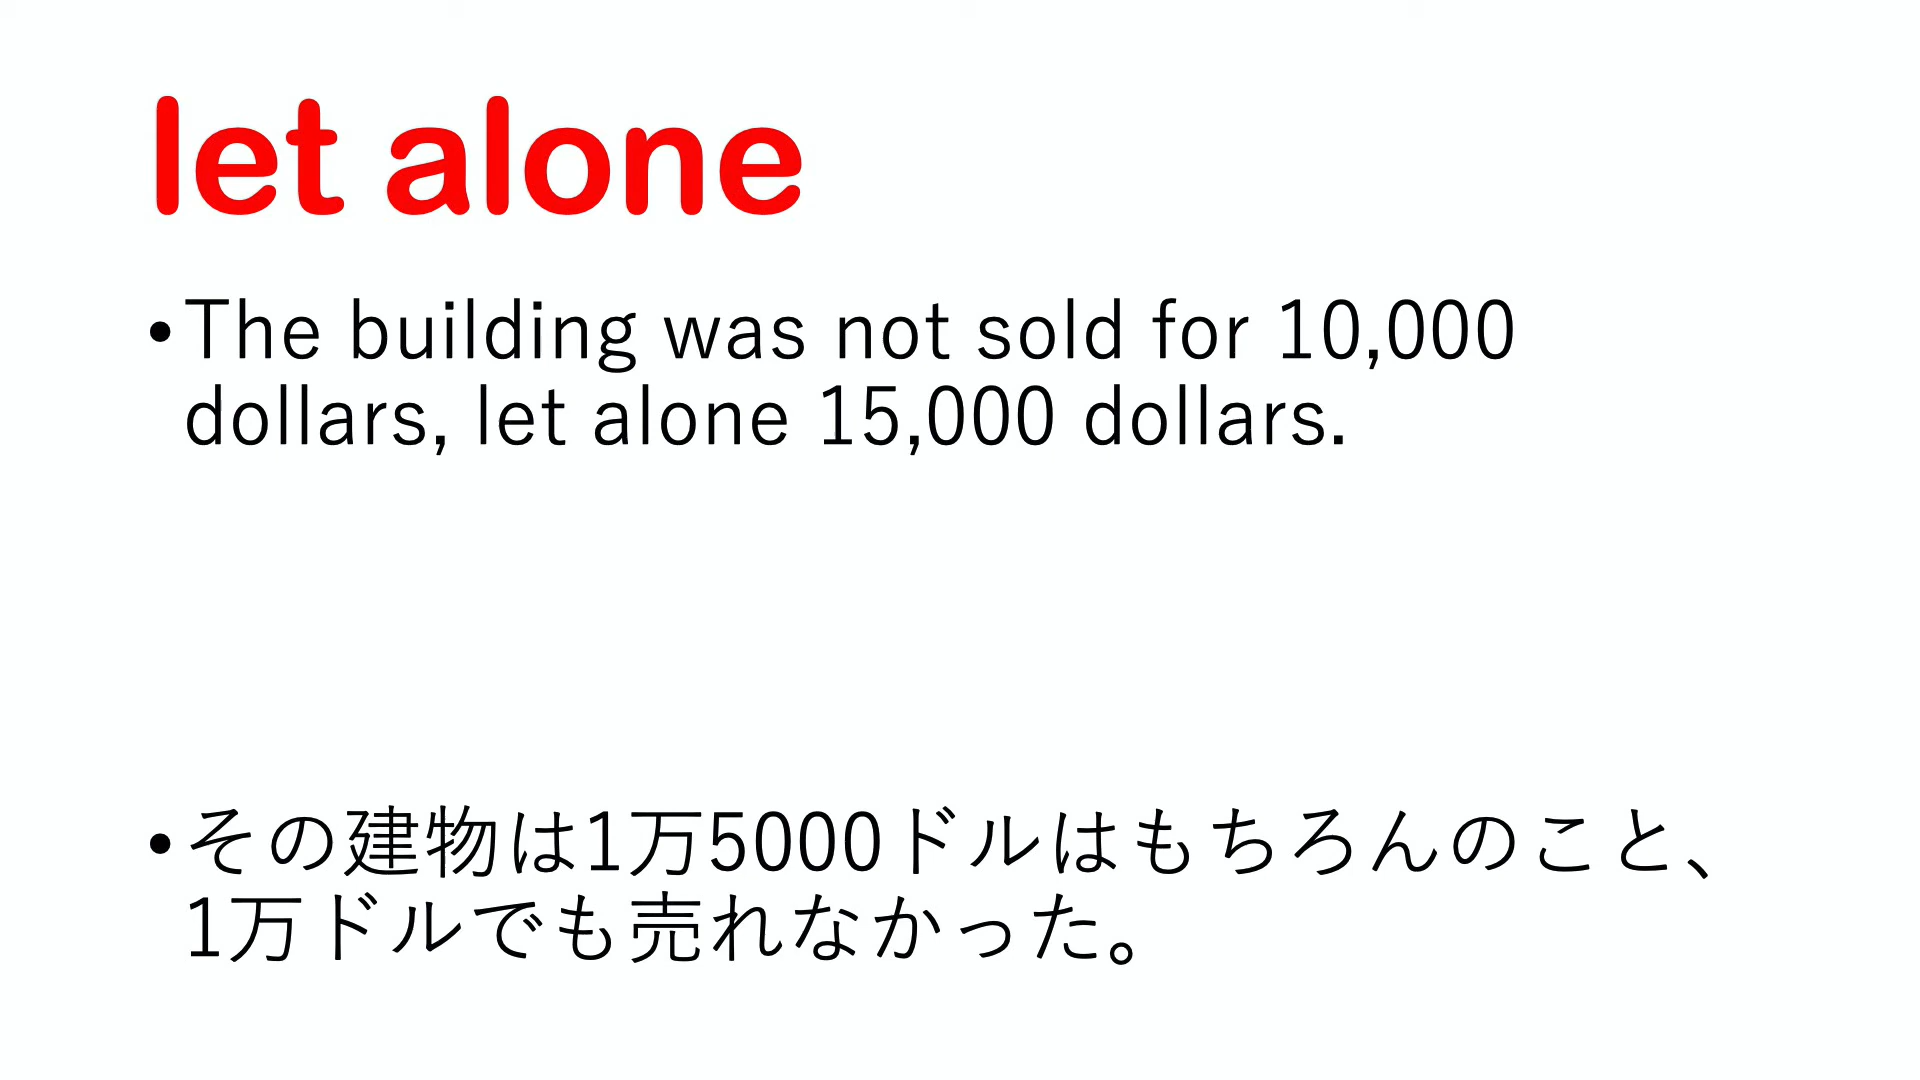 let alone
•The building was not sold for 10,000
dollars, let alone 15,000 dollars.
•その建物は1万5000ドルはもちろんのこと、
1万ドルでも売れなかった。